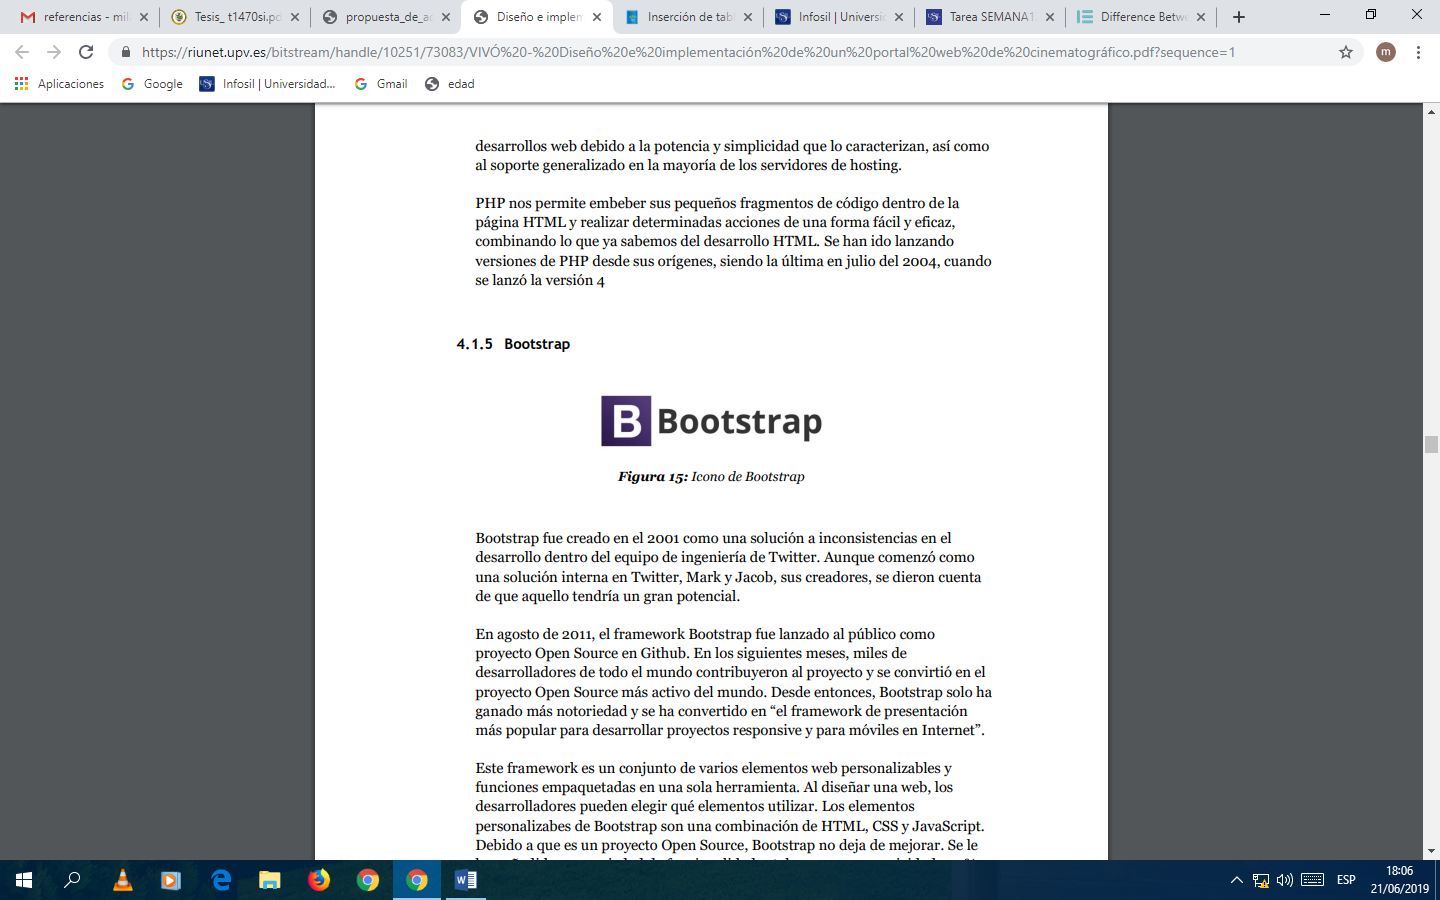 referencias - mil
Tesis_ t1470si.pd
propuesta_de_ac
Diseño e implem
Inserción de tab
Infosil | Universid
Tarea SEMANA12
Difference Betwe
https://riunet.upv.es/bitstream/handle/10251/73083/VIVÓ%20-%20Diseño%20e%20implementación%20de%20un%20portal%20web%20de%20cinematográfico.pdf?sequence=1
m
Aplicaciones
Google
Infosil | Universidad...
Gmail
edad
desarrollos web debido a la potencia y simplicidad que lo caracterizan, así como
al soporte generalizado en la mayoría de los servidores de hosting.
PHP nos permite embeber sus pequeños fragmentos de código dentro de la
página HTML y realizar determinadas acciones de una forma fácil y eficaz,
combinando lo que ya sabemos del desarrollo HTML. Se han ido lanzando
versiones de PHP desde sus orígenes, siendo la última en julio del 2004, cuando
se lanzó la versión 4
4.1.5 Bootstrap
B Bootstrap
Figura 15: Icono de Bootstrap
Bootstrap fue creado en el 2001 como una solución a inconsistencias en el
desarrollo dentro del equipo de ingeniería de Twitter. Aunque comenzó como
una solución interna en Twitter, Mark y Jacob, sus creadores, se dieron cuenta
de que aquello tendría un gran potencial.
En agosto de 2011, el framework Bootstrap fue lanzado al público como
proyecto Open Source en Github. En los siguientes meses, miles de
desarrolladores de todo el mundo contribuyeron al proyecto y se convirtió en el
proyecto Open Source más activo del mundo. Desde entonces, Bootstrap solo ha
ganado más notoriedad y se ha convertido en “el framework de presentación
más popular para desarrollar proyectos responsive y para móviles en Internet”.
Este framework es un conjunto de varios elementos web personalizables y
funciones empaquetadas en una sola herramienta. Al diseñar una web, los
desarrolladores pueden elegir qué elementos utilizar. Los elementos
personalizabes de Bootstrap son una combinación de HTML, CSS y JavaScript.
Debido a que es un proyecto Open Source, Bootstrap no deja de mejorar. Se le
ESP
18:06
21/06/2019